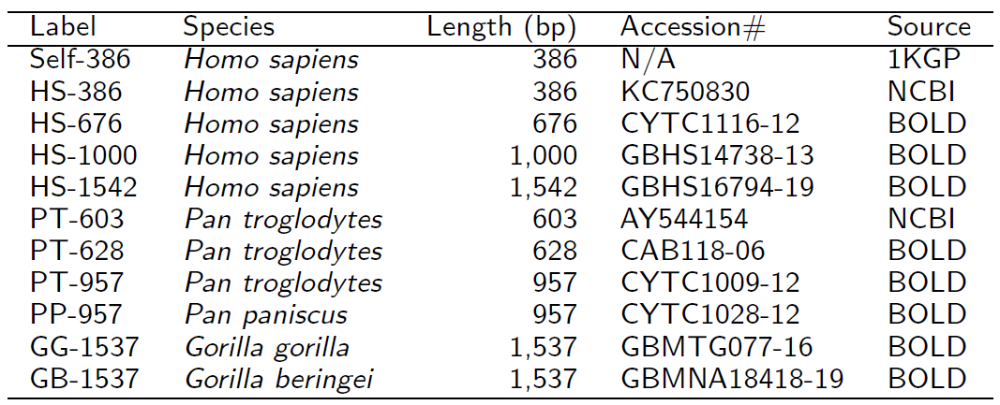 Label Species Length (bp) Accession# Source
Self-386 Homo sapiens 386 N/A 1KGP
HS-386 Homo sapiens 386 KC750830 NCBI
HS-676 Homo sapiens 676 CYTC1116-12 BOLD
HS-1000 Homo sapiens 1,000 GBHS14738-13 BOLD
HS-1542 Homo sapiens 1,542 GBHS16794-19 BOLD
PT-603 Pan troglodytes 603 AY544154 NCBI
PT-628 Pan troglodytes 628 CAB118-06 BOLD
PT-957 Pan troglodytes 957 CYTC1009-12 BOLD
PP-957 Pan paniscus 957 CYTC1028-12 BOLD
GG-1537 Gorilla gorilla 1,537 GBMTG077-16 BOLD
GB-1537 Gorilla beringei 1,537 GBMNA18418-19 BOLD